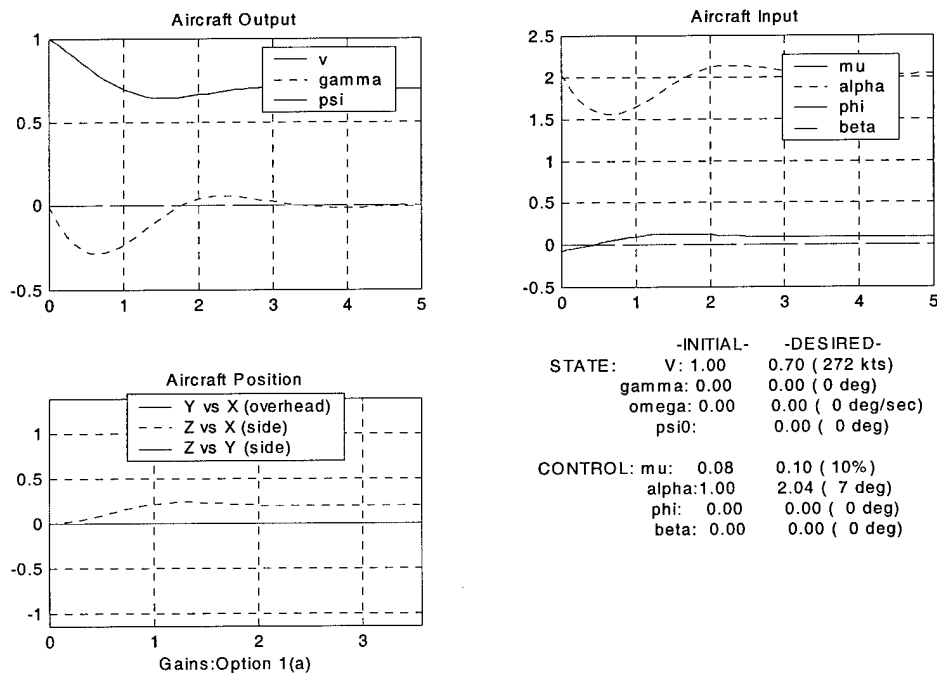 Aircraft Output
v
gamma
psi
1
0.5
0
-0.5
0 1 2 3 4 5
Aircraft Input
mu
alpha
phi
beta
2.5
2
1.5
1
0.5
0
-0.5
0 1 2 3 4 5
Aircraft Position
Y vs X (overhead)
Z vs X (side)
Z vs Y (side)
1
0.5
0
-0.5
-1
0 1 2 3
Gains:Option 1(a)
-INITIAL- -DESIRED-
STATE: V: 1.00 0.70 ( 272 kts)
gamma: 0.00 0.00 ( 0 deg)
omega: 0.00 0.00 ( 0 deg/sec)
psi0: 0.00 ( 0 deg)
CONTROL: mu: 0.08 0.10 ( 10%)
alpha:1.00 2.04 ( 7 deg)
phi: 0.00 0.00 ( 0 deg)
beta: 0.00 0.00 ( 0 deg)